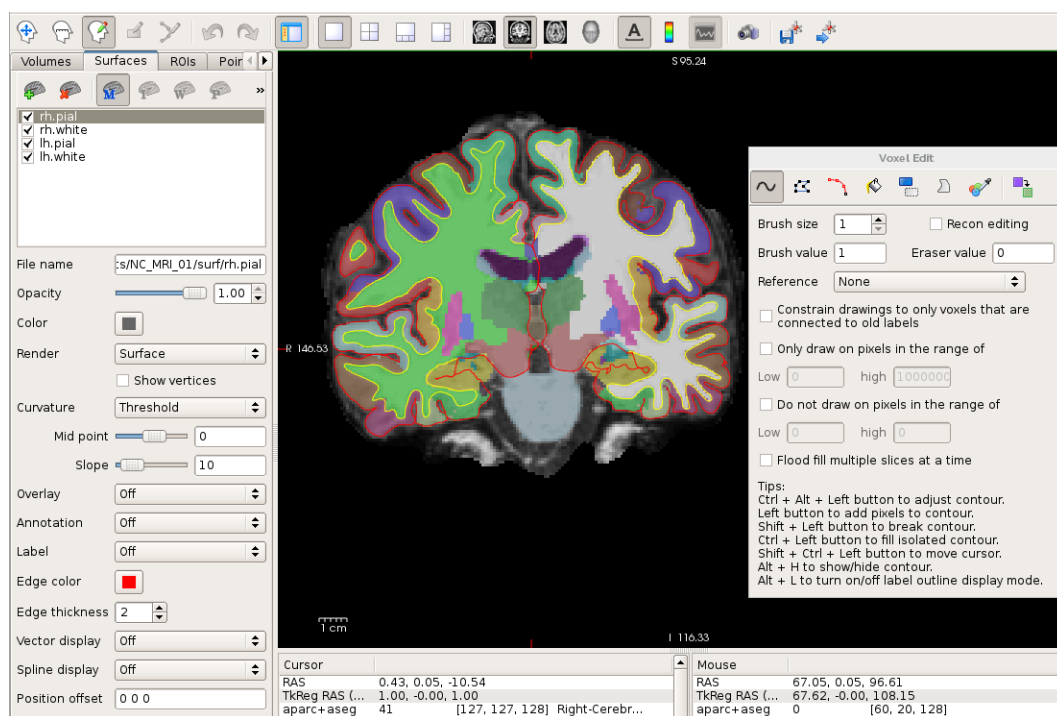 Volumes Surfaces ROIs Poin
»
rh.pial
rh.white
lh.pial
lh.white
File name :s/NC_MRI_01/surf/rh.pial
Opacity 1.00
Color
Render Surface
Show vertices
Curvature Threshold
Mid point 0
Slope 10
Overlay Off
Annotation Off
Label Off
Edge color
Edge thickness 2
Vector display Off
Spline display Off
Position offset 0 0 0
A
M I W P
S 95.24
R 146.53
1 cm
I 116.33
Voxel Edit
Brush size 1 Recon editing
Brush value 1 Eraser value 0
Reference None
Constrain drawings to only voxels that are
connected to old labels
Only draw on pixels in the range of
Low 0 high 1000000
Do not draw on pixels in the range of
Low 0 high 0
Flood fill multiple slices at a time
Tips:
Ctrl + Alt + Left button to adjust contour.
Left button to add pixels to contour.
Shift + Left button to break contour.
Ctrl + Left button to fill isolated contour.
Shift + Ctrl + Left button to move cursor.
Alt + H to show/hide contour.
Alt + L to turn on/off label outline display mode.
Cursor
RAS 0.43, 0.05, -10.54
TkReg RAS (... 1.00, -0.00, 1.00
aparc+aseg 41 [127, 127, 128] Right-Cerebr...
Mouse
RAS 67.05, 0.05, 96.61
TkReg RAS (... 67.62, -0.00, 108.15
aparc+aseg 0 [60, 20, 128]